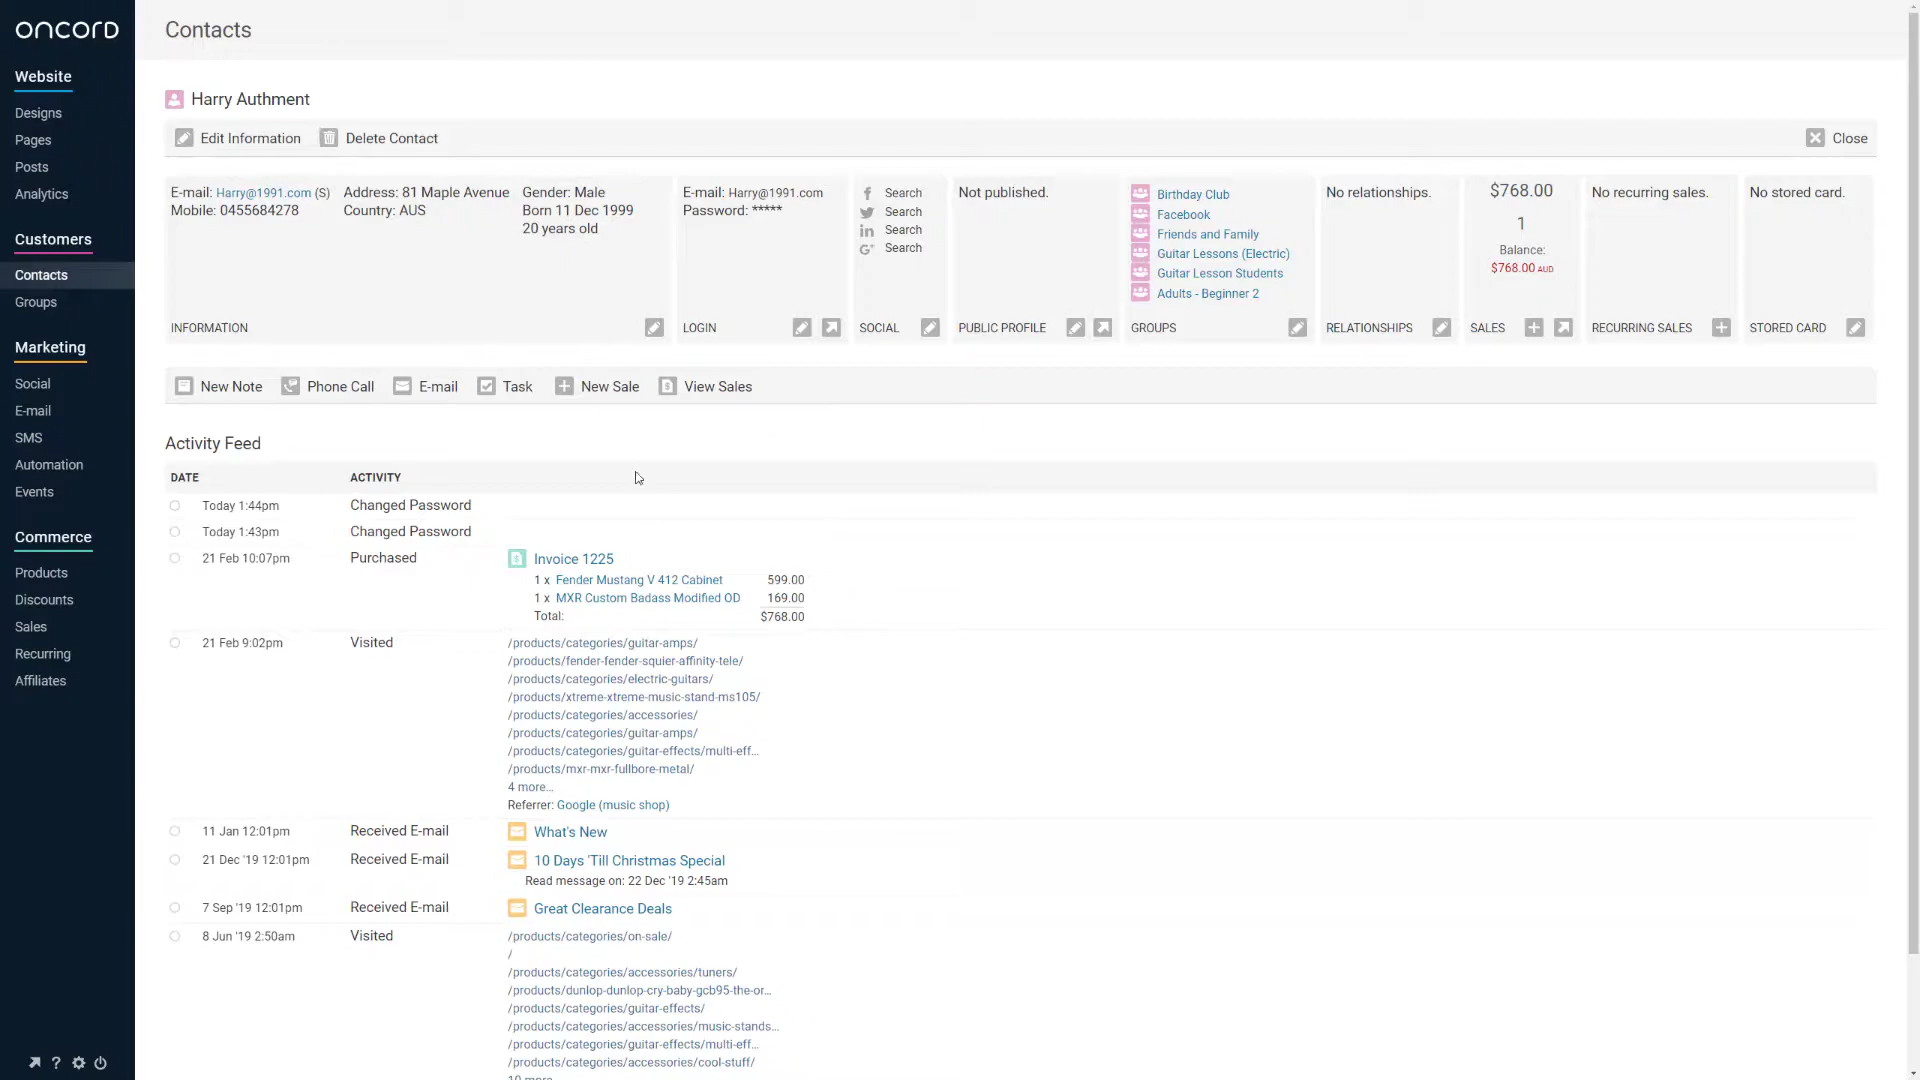 oncord
Contacts
Website
Designs
Pages
Posts
Analytics
Customers
Contacts
Groups
Marketing
Social
E-mail
SMS
Automation
Events
Commerce
Products
Discounts
Sales
Recurring
Affiliates
?
Harry Authment
Edit Information
Delete Contact
Close
E-mail: Harry@1991.com (S)
Mobile: 0455684278
Address: 81 Maple Avenue
Country: AUS
Gender: Male
Born 11 Dec 1999
20 years old
INFORMATION
E-mail: Harry@1991.com
Password: *****
LOGIN
Search
Search
Search
Search
SOCIAL
Not published.
PUBLIC PROFILE
Birthday Club
Facebook
Friends and Family
Guitar Lessons (Electric)
Guitar Lesson Students
Adults - Beginner 2
GROUPS
No relationships.
RELATIONSHIPS
$768.00
1
Balance:
$768.00 AUD
SALES
No recurring sales.
RECURRING SALES
No stored card.
STORED CARD
New Note
Phone Call
E-mail
Task
New Sale
View Sales
Activity Feed
DATE ACTIVITY
Today 1:44pm Changed Password
Today 1:43pm Changed Password
21 Feb 10:07pm Purchased Invoice 1225
1 x Fender Mustang V 412 Cabinet 599.00
1 x MXR Custom Badass Modified OD 169.00
Total: $768.00
21 Feb 9:02pm Visited /products/categories/guitar-amps/
/products/fender-fender-squier-affinity-tele/
/products/categories/electric-guitars/
/products/xtreme-xtreme-music-stand-ms105/
/products/categories/accessories/
/products/categories/guitar-amps/
/products/categories/guitar-effects/multi-eff...
/products/mxr-mxr-fullbore-metal/
4 more...
Referrer: Google (music shop)
11 Jan 12:01pm Received E-mail What's New
21 Dec '19 12:01pm Received E-mail 10 Days 'Till Christmas Special
Read message on: 22 Dec '19 2:45am
7 Sep '19 12:01pm Received E-mail Great Clearance Deals
8 Jun '19 2:50am Visited /products/categories/on-sale/
/
/products/categories/accessories/tuners/
/products/dunlop-dunlop-cry-baby-gcb95-the-or...
/products/categories/guitar-effects/
/products/categories/accessories/music-stands...
/products/categories/guitar-effects/multi-eff...
/products/categories/accessories/cool-stuff/
10 more